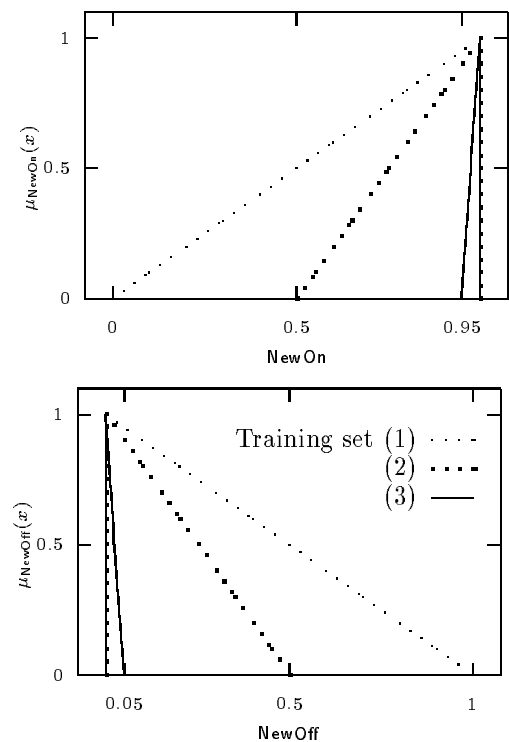 1
μNewOn(x)
0.5
0
0 0.5 0.95
NewOn
1
Training set (1)
(2)
(3)
μNewOff(x)
0.5
0
0.05 0.5 1
NewOff